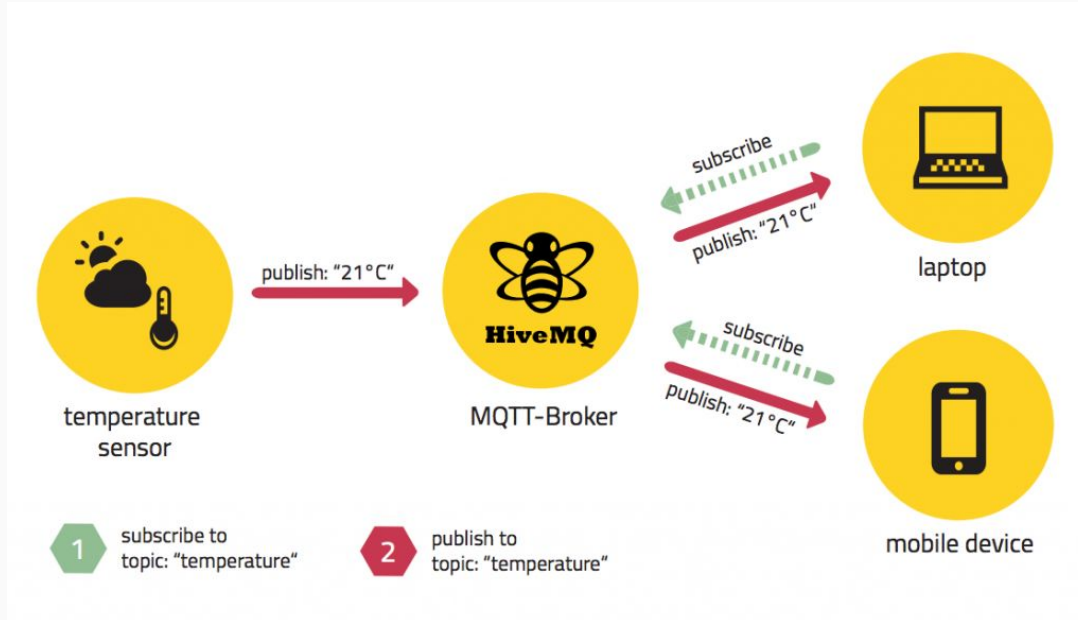 subscribe
publish: “21°C“
laptop
publish: “21°C“
HiveMQ
temperature
sensor
MQTT-Broker
subscribe
publish: “21°C“
mobile device
1
subscribe to
topic: “temperature“
2
publish to
topic: “temperature“